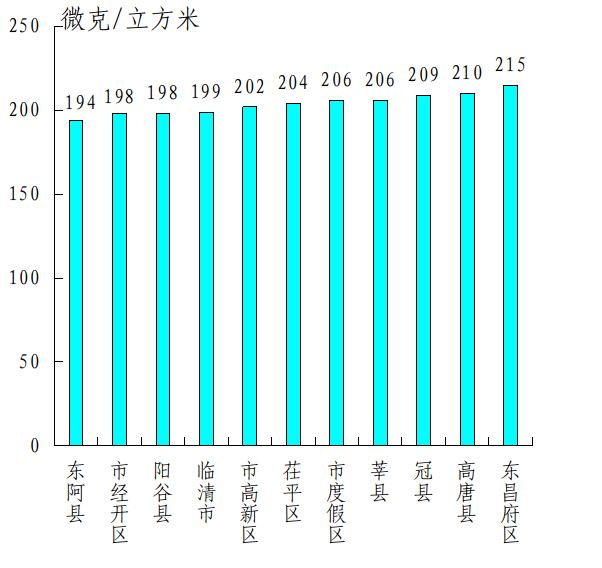 微克/立方米
250
200
150
100
50
0
194
198
198
199
202
204
206
206
209
210
215
东阿县
市经开区
阳谷县
临清市
市高新区
茌平区
市度假区
莘县
冠县
高唐县
东昌府区